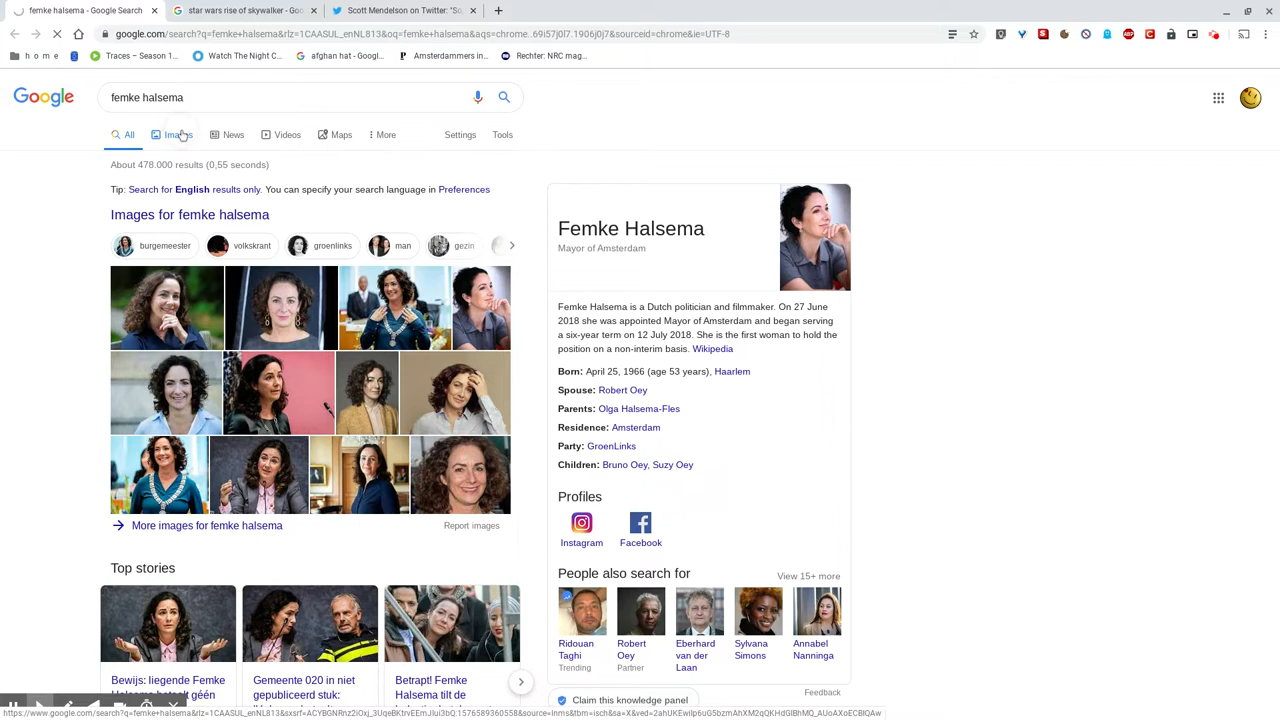 femke halsema - Google Search
star wars rise of skywalker - Goo
Scott Mendelson on Twitter: "So
google.com/search?q=femke+halsema&rlz=1CAASUL_enNL813&oq=femke+halsema&aqs=chrome..69i57j0l7.1906j0j7&sourceid=chrome&ie=UTF-8
h o m e
Traces – Season 1...
Watch The Night C...
afghan hat - Googl...
Amsterdammers in...
Rechter: NRC mag...
Google
femke halsema
All
Images
News
Videos
Maps
More
Settings
Tools
About 478.000 results (0,55 seconds)
Tip: Search for English results only. You can specify your search language in Preferences
Images for femke halsema
burgemeester
volkskrant
groenlinks
man
gezin
More images for femke halsema
Report images
Top stories
Bewijs: liegende Femke
Gemeente 020 in niet
gepubliceerd stuk:
Betrapt! Femke
Halsema tilt de
Femke Halsema
Mayor of Amsterdam
Femke Halsema is a Dutch politician and filmmaker. On 27 June
2018 she was appointed Mayor of Amsterdam and began serving
a six-year term on 12 July 2018. She is the first woman to hold the
position on a non-interim basis. Wikipedia
Born: April 25, 1966 (age 53 years), Haarlem
Spouse: Robert Oey
Parents: Olga Halsema-Fles
Residence: Amsterdam
Party: GroenLinks
Children: Bruno Oey, Suzy Oey
Profiles
Instagram
Facebook
People also search for
View 15+ more
Ridouan
Taghi
Trending
Robert
Oey
Partner
Eberhard
van der
Laan
Sylvana
Simons
Annabel
Nanninga
Feedback
Claim this knowledge panel